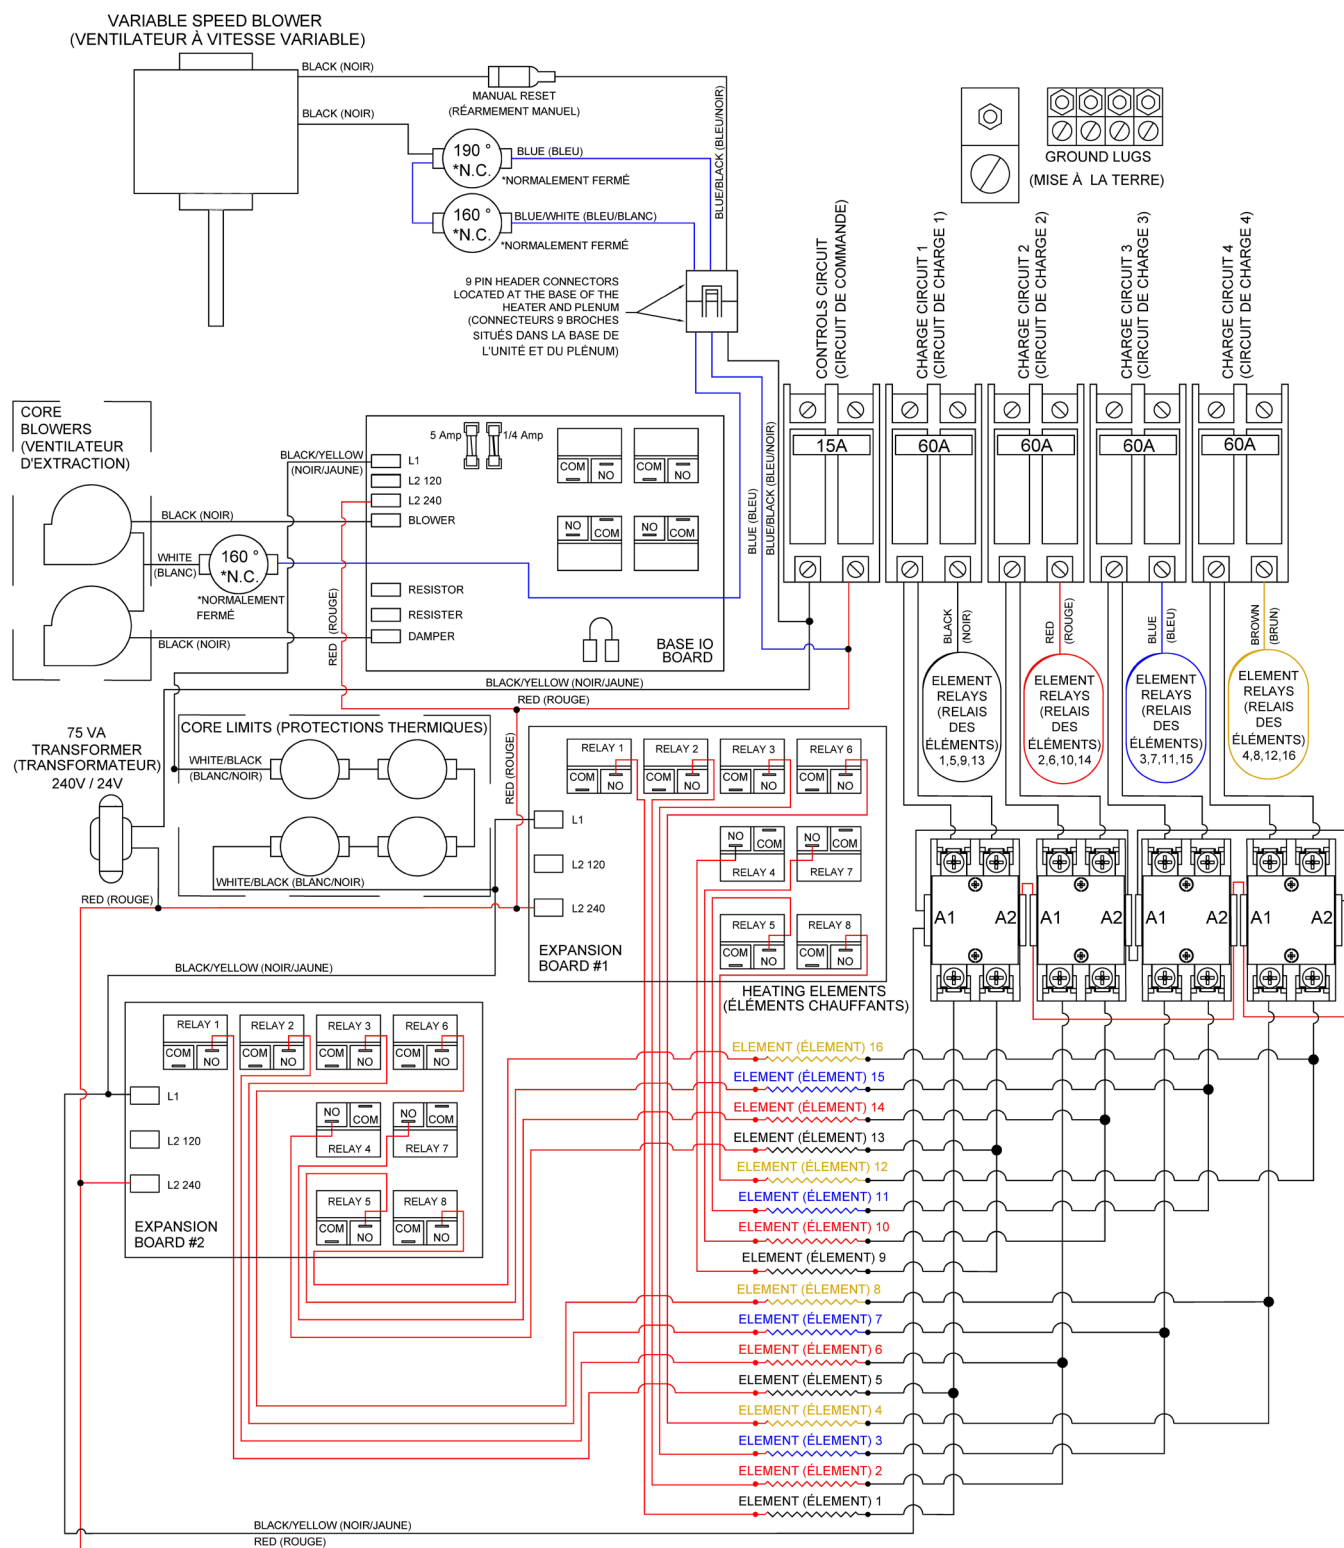 VARIABLE SPEED BLOWER
(VENTILATEUR À VITESSE VARIABLE)
BLACK (NOIR)
MANUAL RESET
(RÉARMEMENT MANUEL)
BLACK (NOIR)
190 °
*N.C.
BLUE (BLEU)
*NORMALEMENT FERMÉ
160 °
*N.C.
BLUE/WHITE (BLEU/BLANC)
*NORMALEMENT FERMÉ
BLUE/BLACK (BLEU/NOIR)
GROUND LUGS
(MISE À LA TERRE)
9 PIN HEADER CONNECTORS
LOCATED AT THE BASE OF THE
HEATER AND PLENUM
(CONNECTEURS 9 BROCHES
SITUÉS DANS LA BASE DE
L'UNITÉ ET DU PLÉNUM)
CONTROLS CIRCUIT
(CIRCUIT DE COMMANDE)
CHARGE CIRCUIT 1
(CIRCUIT DE CHARGE 1)
CHARGE CIRCUIT 2
(CIRCUIT DE CHARGE 2)
CHARGE CIRCUIT 3
(CIRCUIT DE CHARGE 3)
CHARGE CIRCUIT 4
(CIRCUIT DE CHARGE 4)
15A
60A
60A
60A
60A
CORE
BLOWERS
(VENTILATEUR
D'EXTRACTION)
BLACK (NOIR)
WHITE
(BLANC)
160 °
*N.C.
*NORMALEMENT
FERMÉ
BLACK (NOIR)
BLACK/YELLOW
(NOIR/JAUNE)
RED (ROUGE)
5 Amp
1/4 Amp
L1
L2 120
L2 240
BLOWER
RESISTOR
RESISTER
DAMPER
COM
NO
COM
NO
NO
COM
NO
COM
BASE IO
BOARD
BLUE (BLEU)
BLUE/BLACK (BLEU/NOIR)
BLACK
(NOIR)
RED
(ROUGE)
BLUE
(BLEU)
BROWN
(BRUN)
ELEMENT
RELAYS
(RELAIS
DES
ÉLÉMENTS)
1,5,9,13
ELEMENT
RELAYS
(RELAIS
DES
ÉLÉMENTS)
2,6,10,14
ELEMENT
RELAYS
(RELAIS
DES
ÉLÉMENTS)
3,7,11,15
ELEMENT
RELAYS
(RELAIS
DES
ÉLÉMENTS)
4,8,12,16
BLACK/YELLOW (NOIR/JAUNE)
RED (ROUGE)
75 VA
TRANSFORMER
(TRANSFORMATEUR)
240V / 24V
CORE LIMITS (PROTECTIONS THERMIQUES)
WHITE/BLACK
(BLANC/NOIR)
WHITE/BLACK (BLANC/NOIR)
RED (ROUGE)
RED (ROUGE)
RELAY 1
COM
NO
RELAY 2
COM
NO
RELAY 3
COM
NO
RELAY 6
COM
NO
NO
COM
RELAY 4
NO
COM
RELAY 7
RELAY 5
COM
NO
RELAY 8
COM
NO
L1
L2 120
L2 240
EXPANSION
BOARD #1
A1
A2
A1
A2
A1
A2
A1
A2
BLACK/YELLOW (NOIR/JAUNE)
RELAY 1
COM
NO
RELAY 2
COM
NO
RELAY 3
COM
NO
RELAY 6
COM
NO
NO
COM
RELAY 4
NO
COM
RELAY 7
RELAY 5
COM
NO
RELAY 8
COM
NO
L1
L2 120
L2 240
EXPANSION
BOARD #2
HEATING ELEMENTS
(ÉLÉMENTS CHAUFFANTS)
ELEMENT (ÉLEMENT) 16
ELEMENT (ÉLEMENT) 15
ELEMENT (ÉLEMENT) 14
ELEMENT (ÉLEMENT) 13
ELEMENT (ÉLEMENT) 12
ELEMENT (ÉLEMENT) 11
ELEMENT (ÉLEMENT) 10
ELEMENT (ÉLEMENT) 9
ELEMENT (ÉLEMENT) 8
ELEMENT (ÉLEMENT) 7
ELEMENT (ÉLEMENT) 6
ELEMENT (ÉLEMENT) 5
ELEMENT (ÉLEMENT) 4
ELEMENT (ÉLEMENT) 3
ELEMENT (ÉLEMENT) 2
ELEMENT (ÉLEMENT) 1
BLACK/YELLOW (NOIR/JAUNE)
RED (ROUGE)